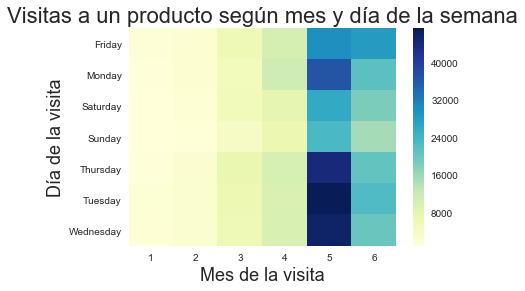 Visitas a un producto según mes y día de la semana
Día de la visita
Friday
Monday
Saturday
Sunday
Thursday
Tuesday
Wednesday
1 2 3 4 5 6
Mes de la visita
40000
32000
24000
16000
8000